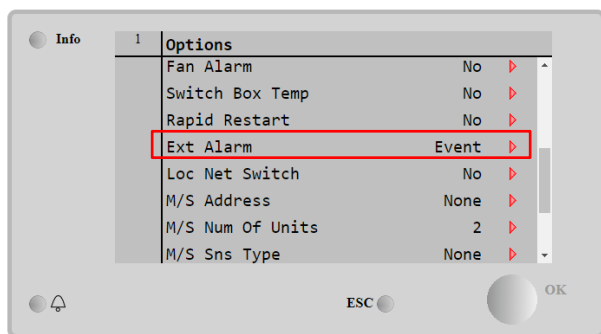 Info
1 Options
Fan Alarm No
Switch Box Temp No
Rapid Restart No
Ext Alarm Event
Loc Net Switch No
M/S Address None
M/S Num Of Units 2
M/S Sns Type None
ESC
OK